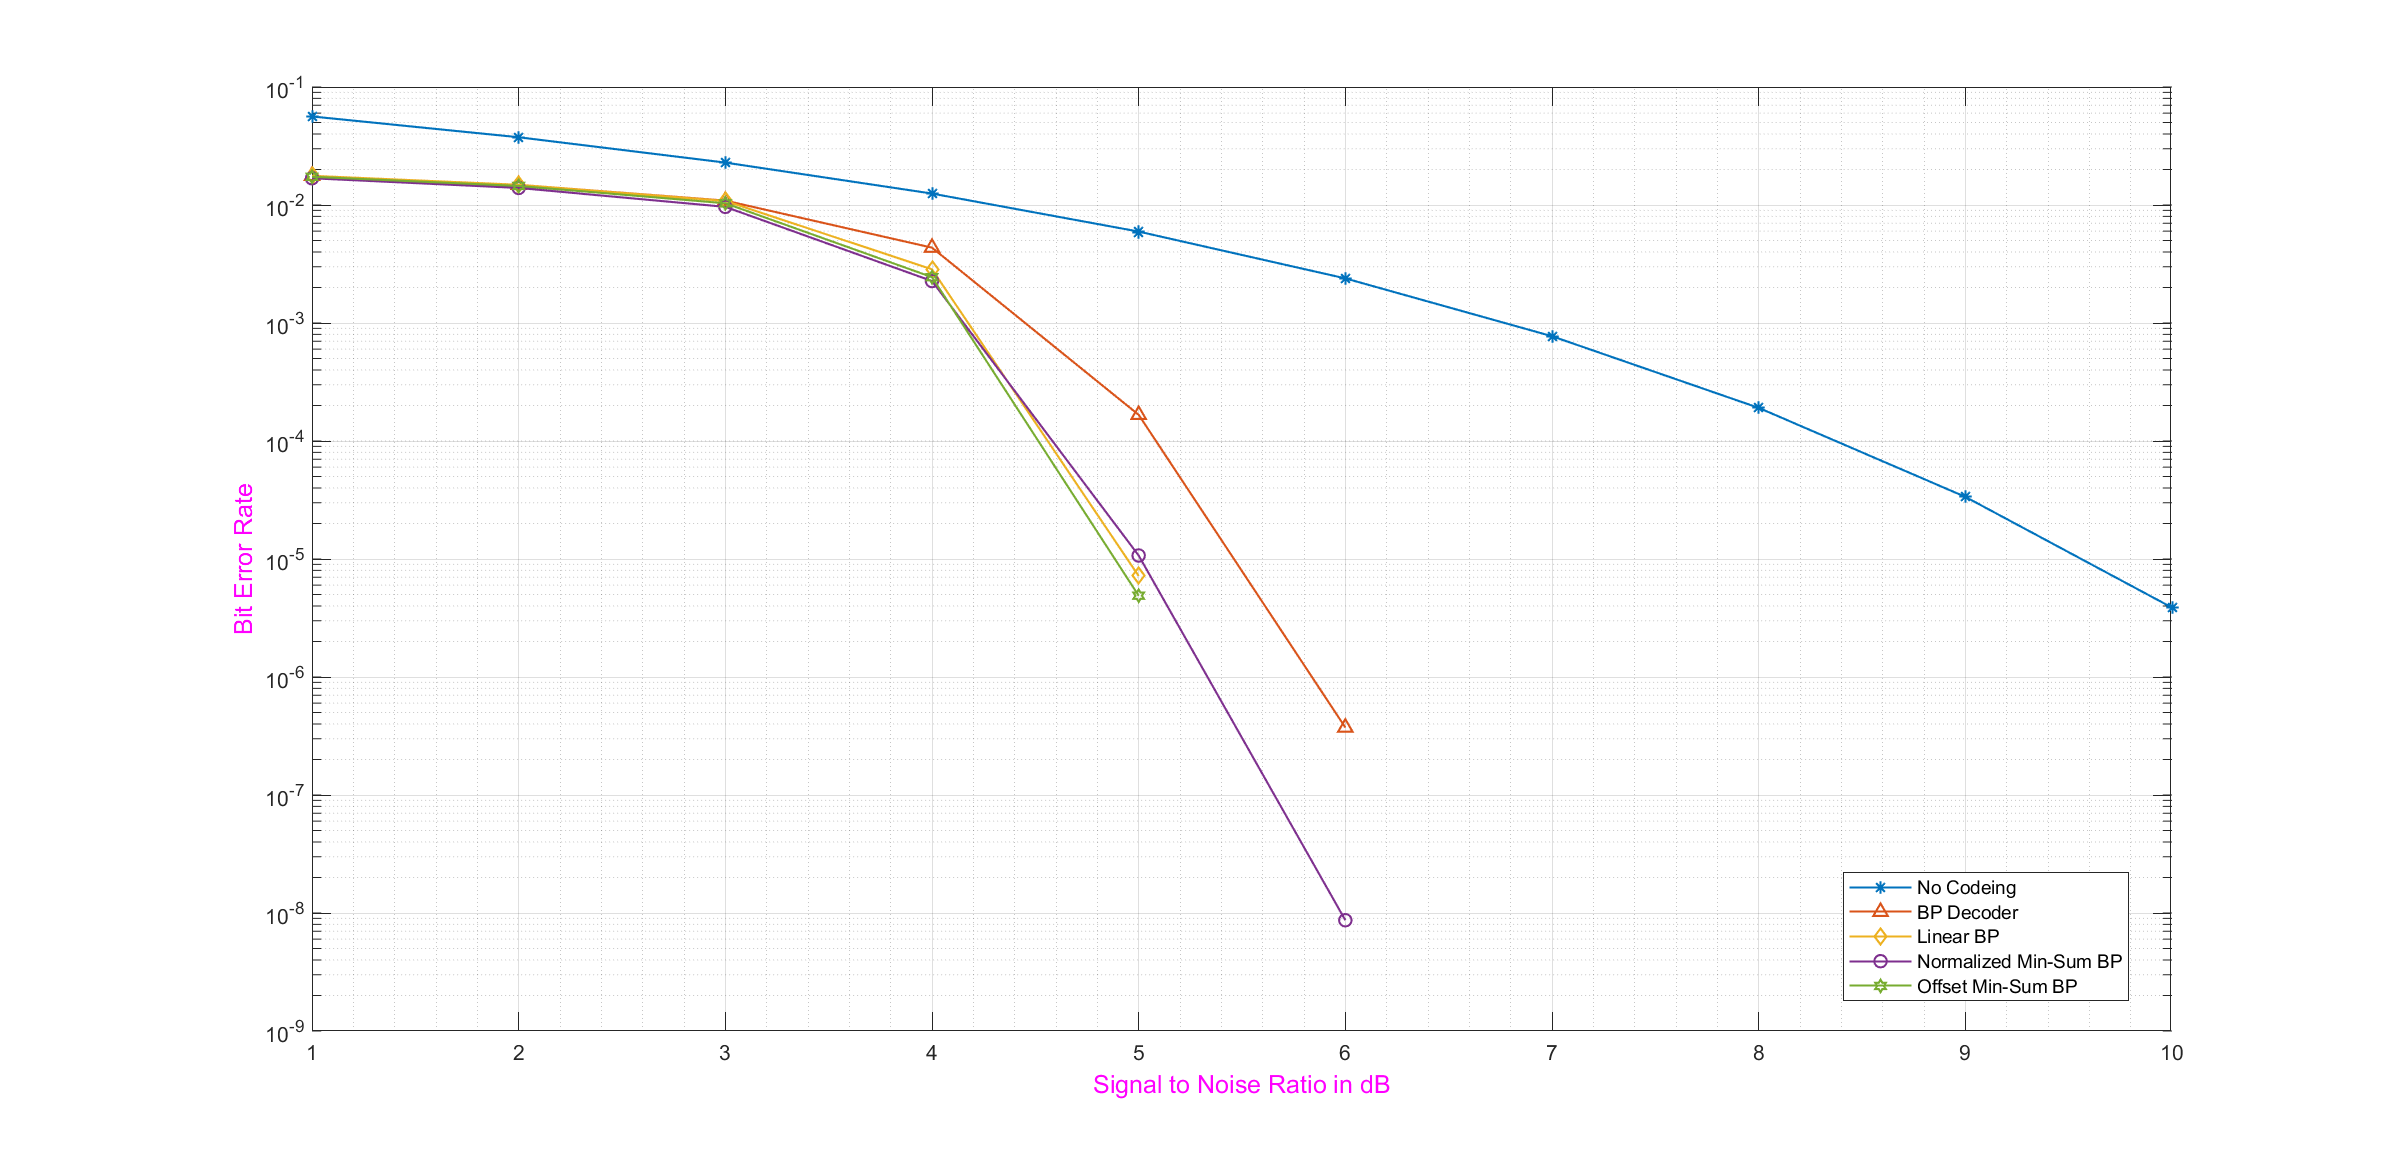 10^-1
10^-2
10^-3
10^-4
10^-5
10^-6
10^-7
10^-8
10^-9
Bit Error Rate
1 2 3 4 5 6 7 8 9 10
Signal to Noise Ratio in dB
No Codeing
BP Decoder
Linear BP
Normalized Min-Sum BP
Offset Min-Sum BP